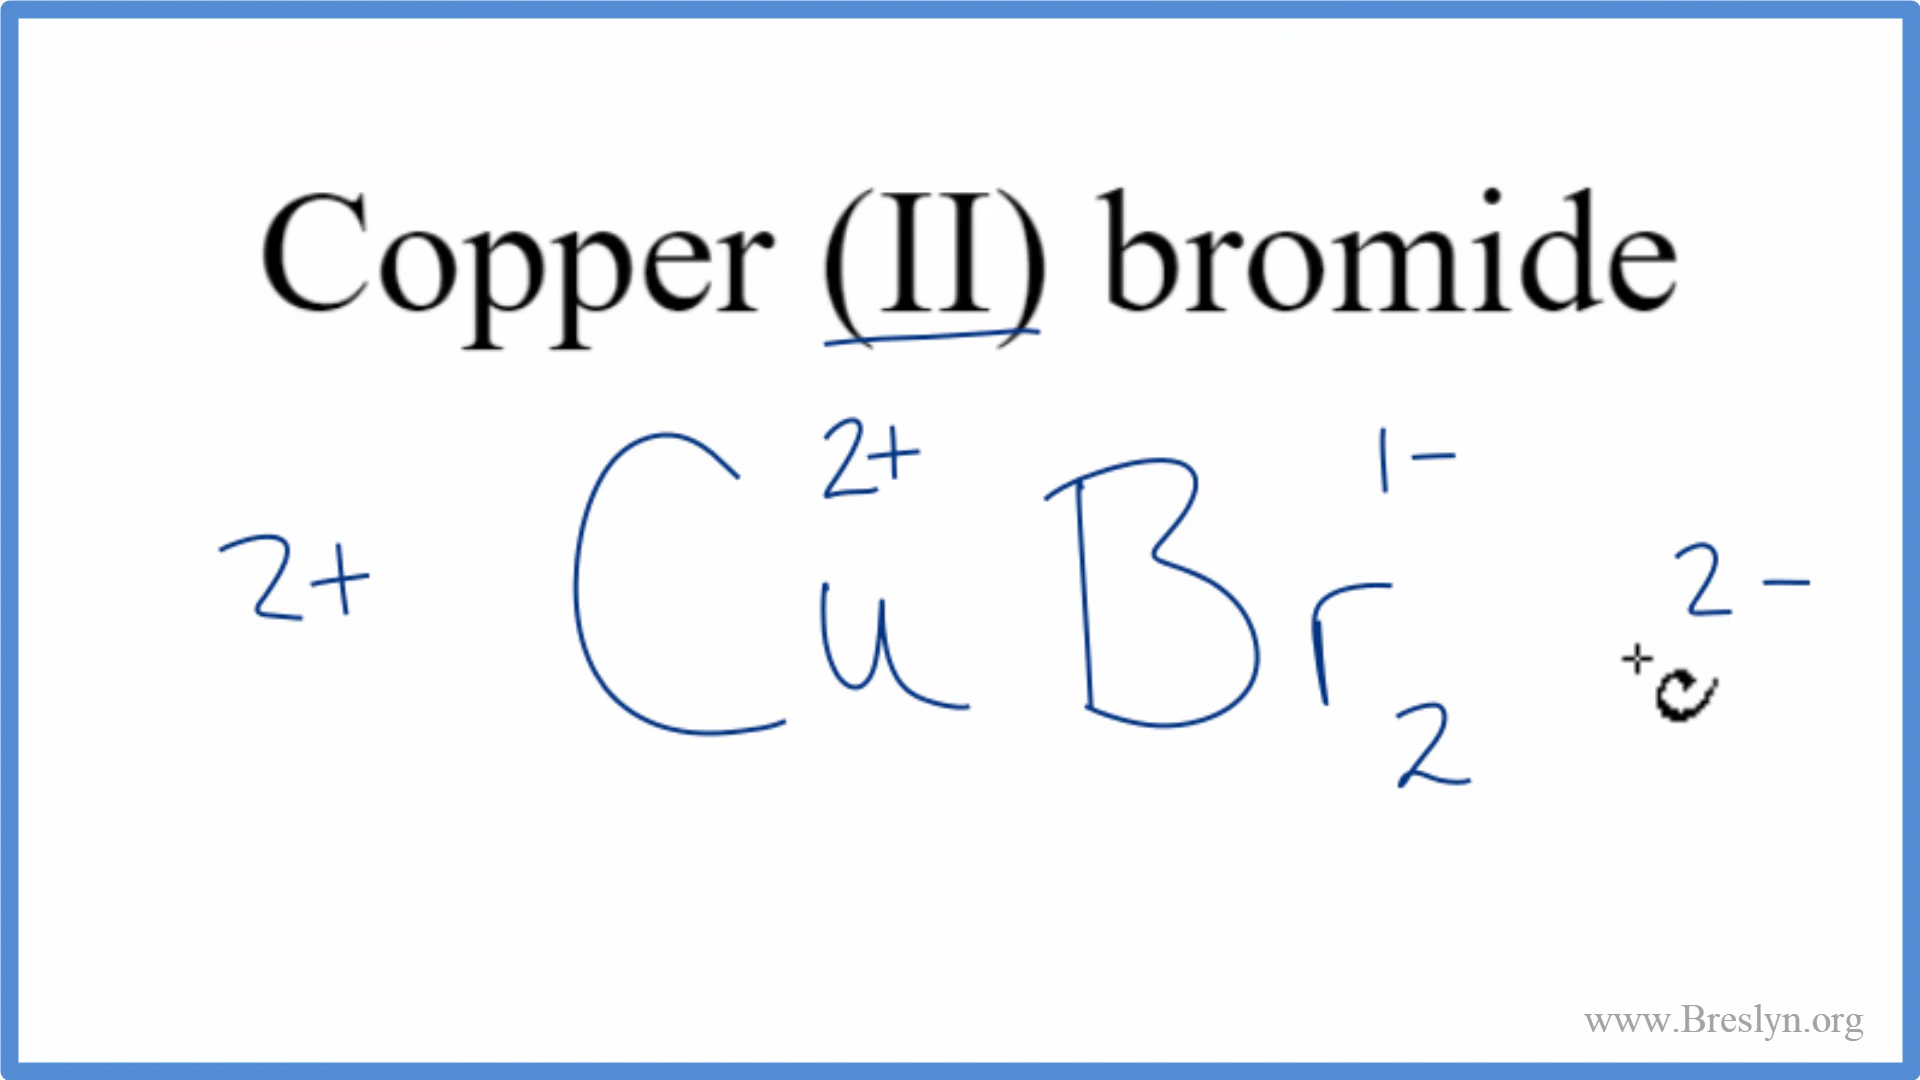 Copper (II) bromide
2+ 1-
2+ CuBr2 2-
www.Breslyn.org